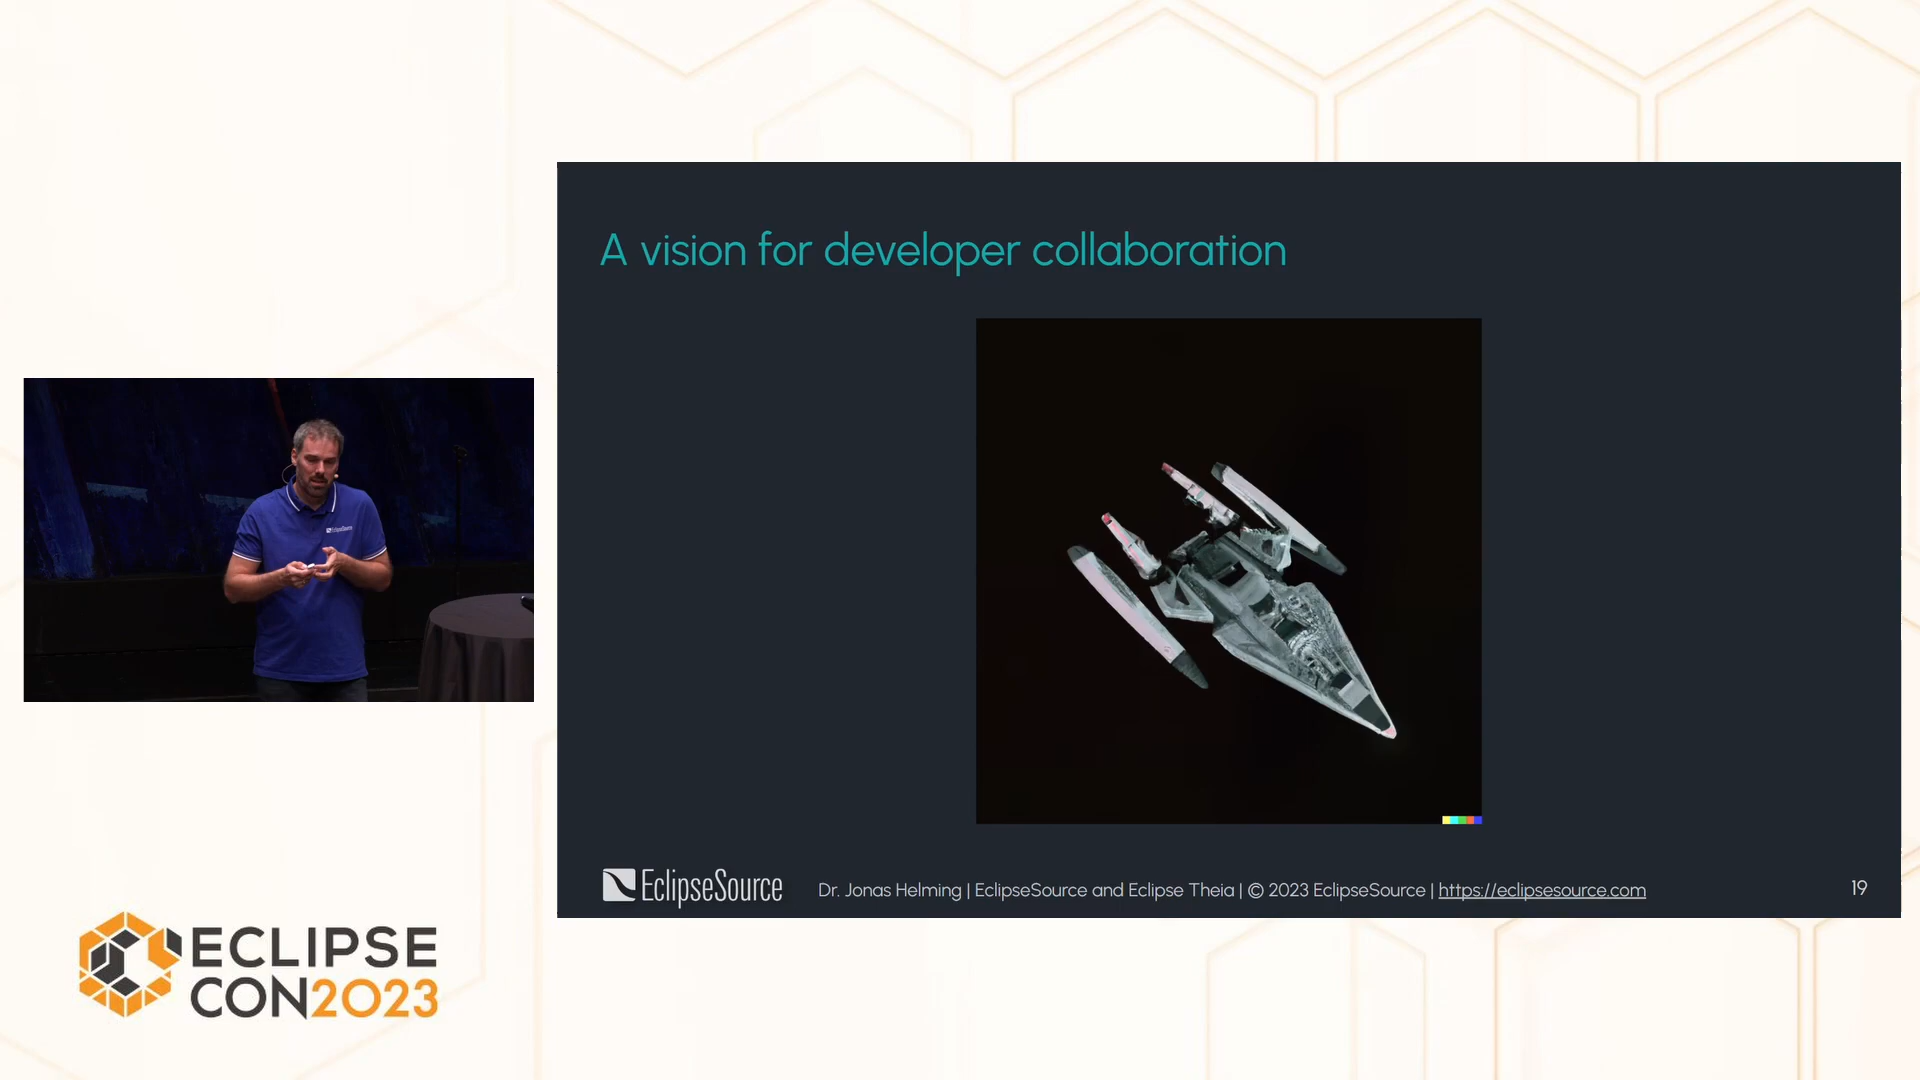 A vision for developer collaboration
EclipseSource
EclipseSource
Dr. Jonas Helming | EclipseSource and Eclipse Theia | © 2023 EclipseSource | https://eclipsesource.com
19
ECLIPSE
CON2023